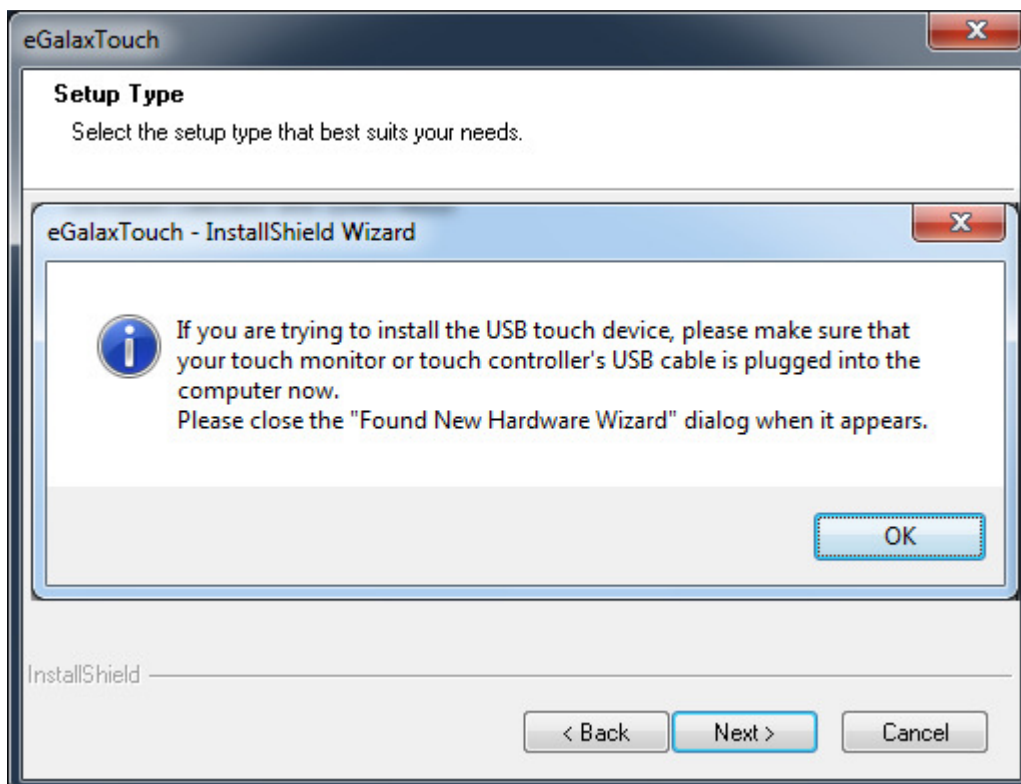 eGalaxTouch
Setup Type
Select the setup type that best suits your needs.
eGalaxTouch - InstallShield Wizard
If you are trying to install the USB touch device, please make sure that
your touch monitor or touch controller's USB cable is plugged into the
computer now.
Please close the "Found New Hardware Wizard" dialog when it appears.
OK
InstallShield
< Back
Next >
Cancel